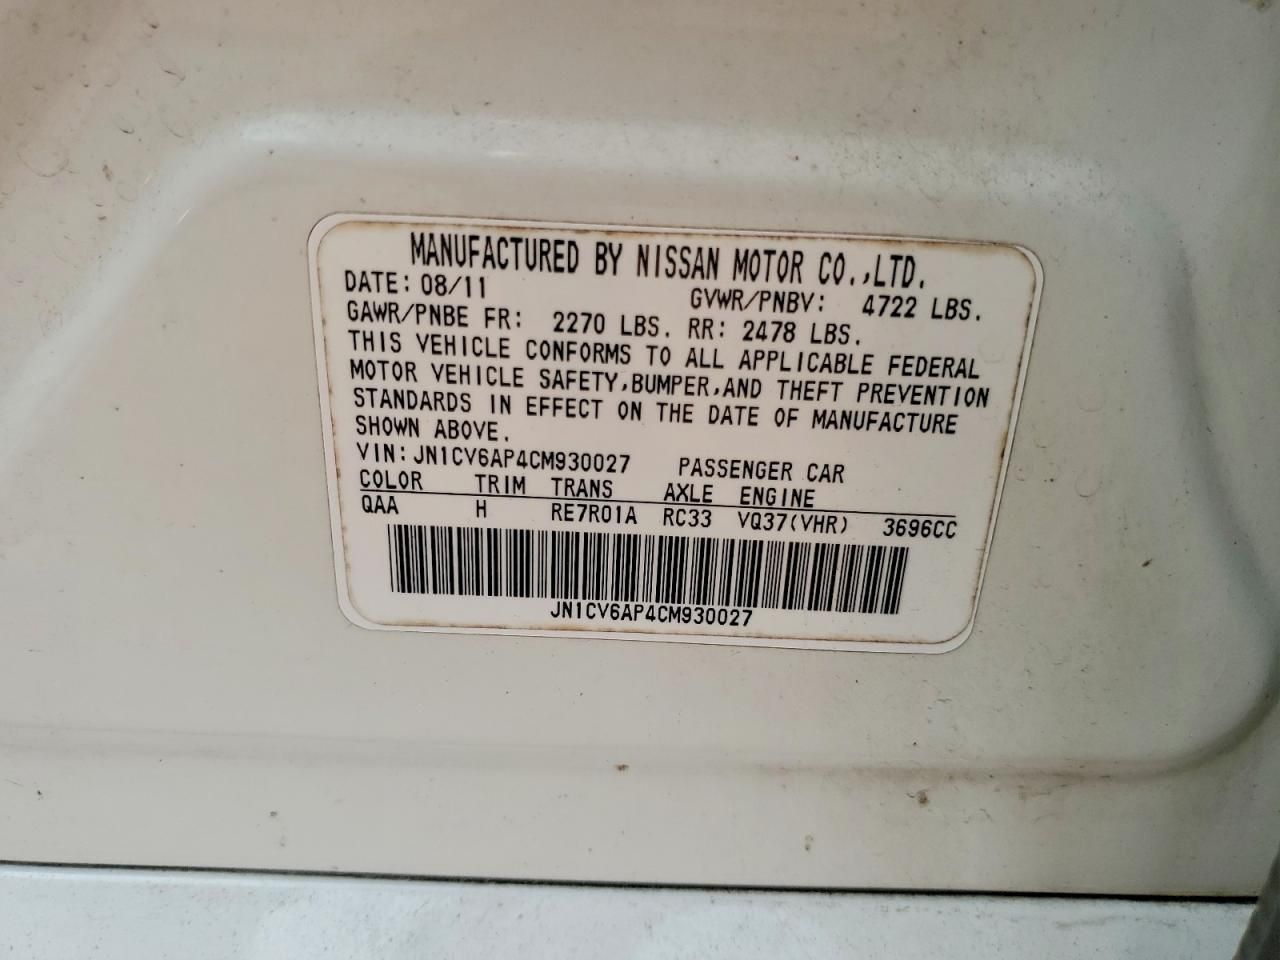 MANUFACTURED BY NISSAN MOTOR CO.,LTD.
DATE: 08/11 GVWR/PNBV: 4722 LBS.
GAWR/PNBE FR: 2270 LBS. RR: 2478 LBS.
THIS VEHICLE CONFORMS TO ALL APPLICABLE FEDERAL
MOTOR VEHICLE SAFETY,BUMPER,AND THEFT PREVENTION
STANDARDS IN EFFECT ON THE DATE OF MANUFACTURE
SHOWN ABOVE.
VIN:JN1CV6AP4CM930027 PASSENGER CAR
COLOR TRIM TRANS AXLE ENGINE
QAA H RE7R01A RC33 VQ37(VHR) 3696CC
JN1CV6AP4CM930027